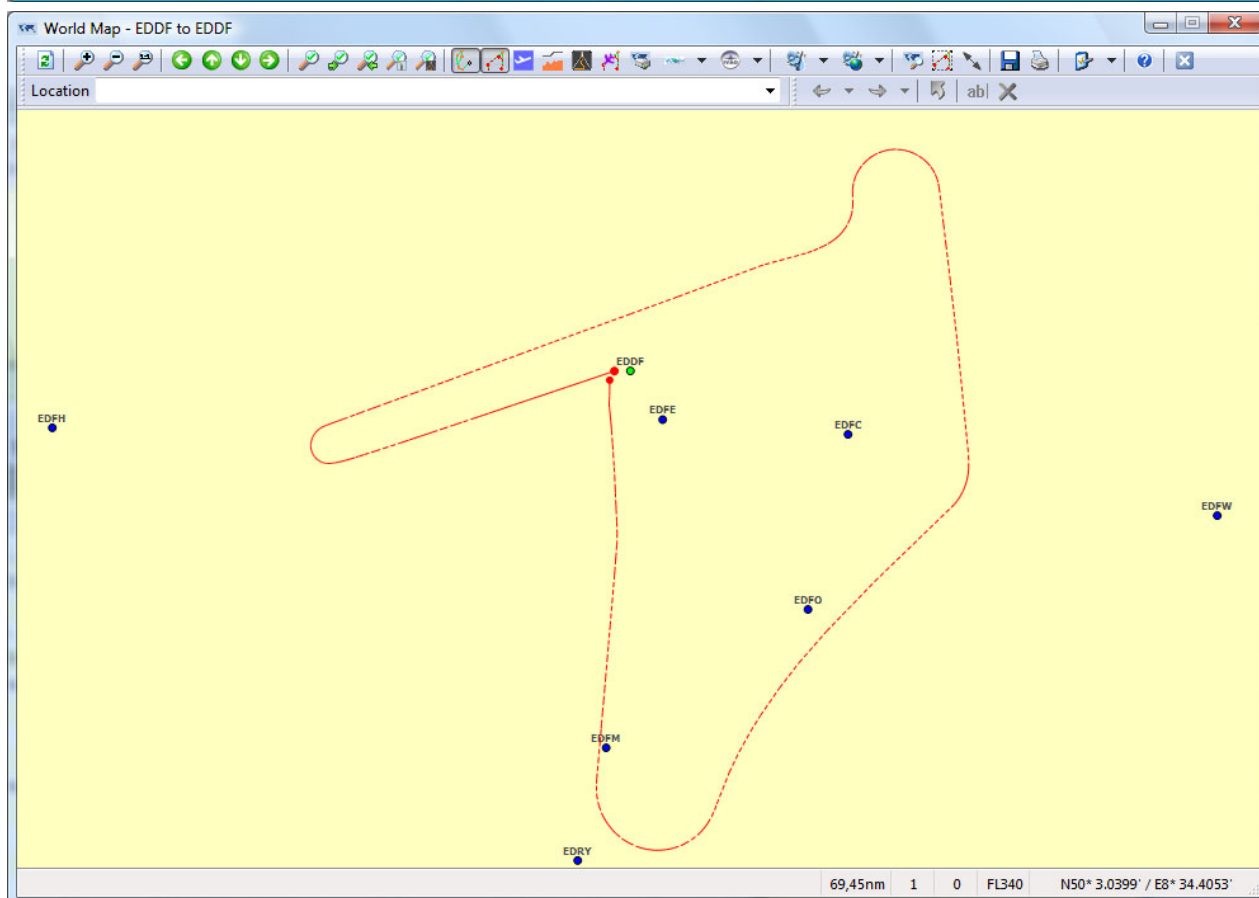 World Map - EDDF to EDDF
Location
abl
EDDF
EDFE
EDFH
EDFC
EDFW
EDFO
EDFM
EDRY
69,45nm 1 0 FL340 N50* 3.0399' / E8* 34.4053'